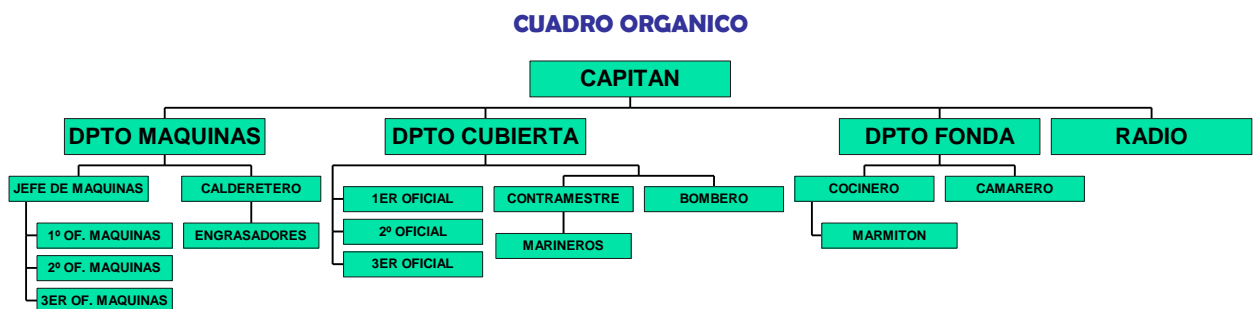 CUADRO ORGANICO
CAPITAN
DPTO MAQUINAS
DPTO CUBIERTA
DPTO FONDA
RADIO
JEFE DE MAQUINAS
CALDERETERO
1ER OFICIAL
CONTRAMESTRE
BOMBERO
COCINERO
CAMARERO
1º OF. MAQUINAS
ENGRASADORES
2º OFICIAL
MARINEROS
MARMITON
2º OF. MAQUINAS
3ER OFICIAL
3ER OF. MAQUINAS